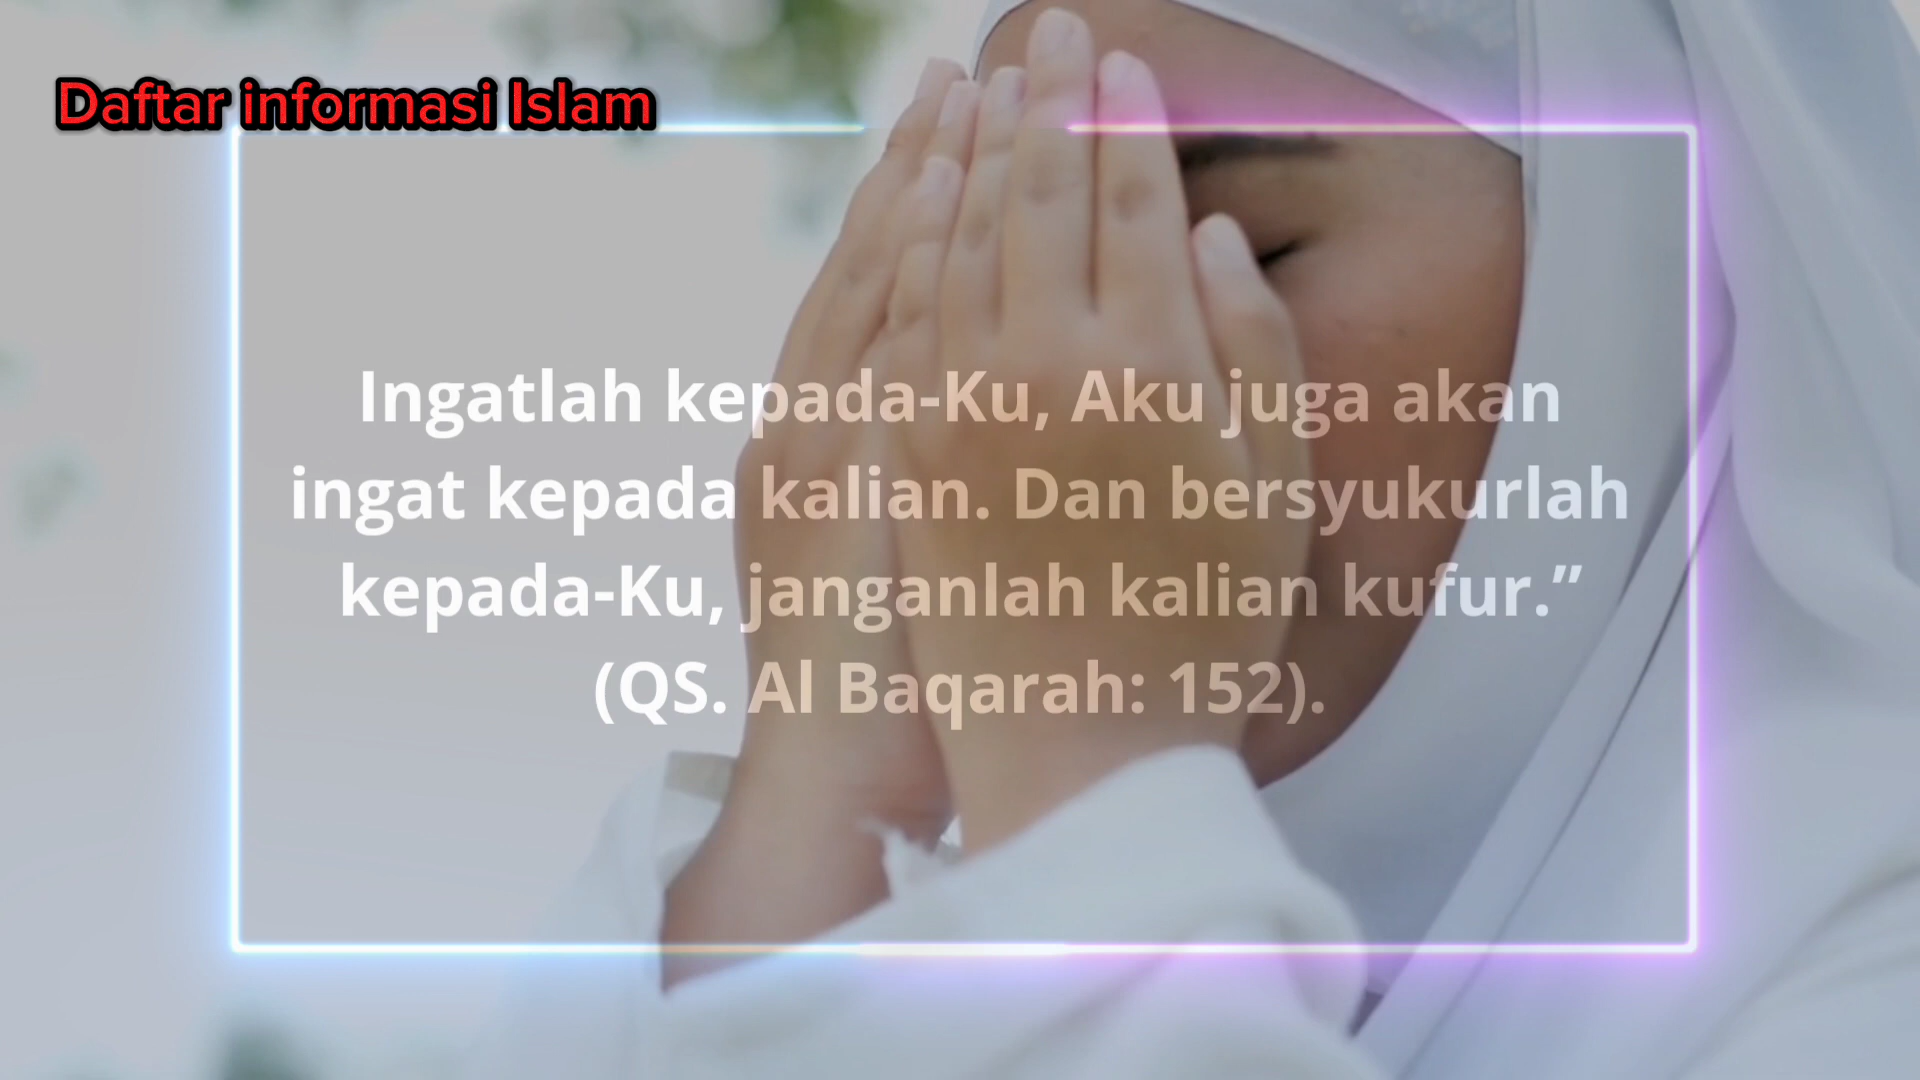 Daftar informasi Islam
Ingatlah kepada-Ku, Aku juga akan
ingat kepada kalian. Dan bersyukurlah
kepada-Ku, janganlah kalian kufur.”
(QS. Al Baqarah: 152).